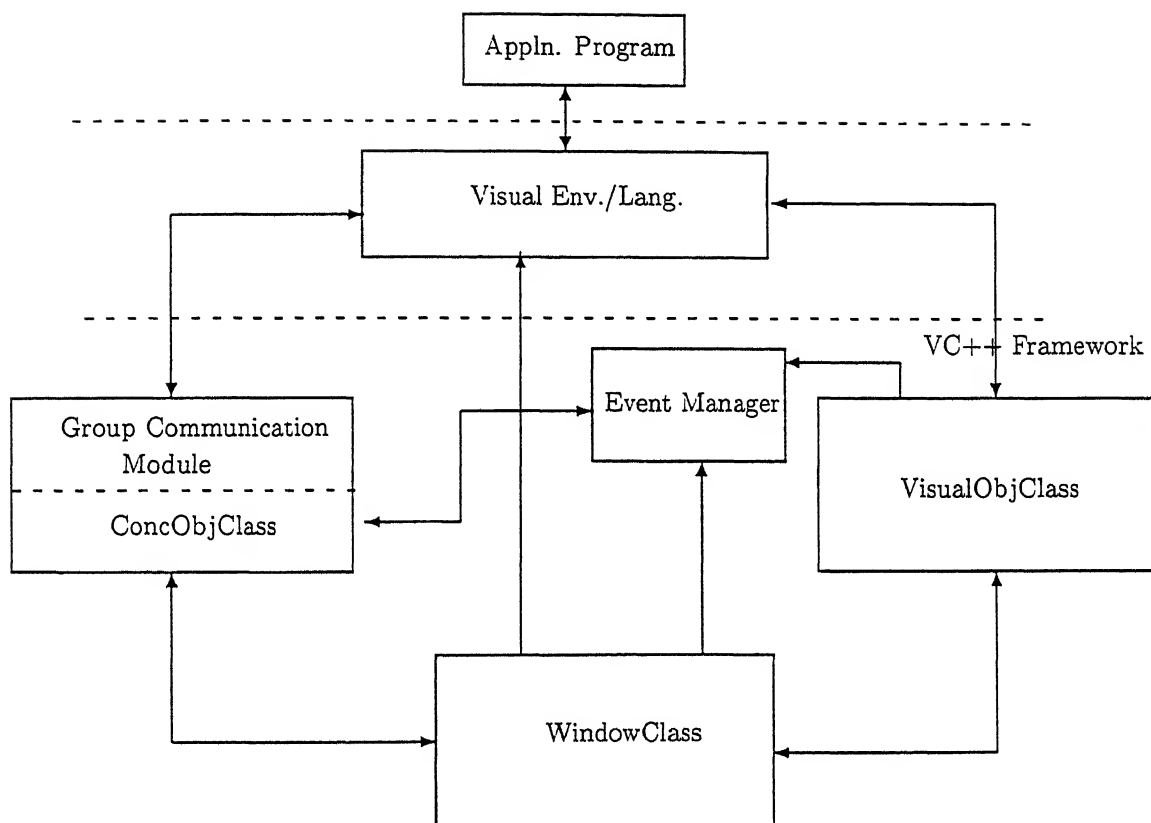 Appln. Program
Visual Env./Lang.
VC++ Framework
Event Manager
Group Communication
Module
ConcObjClass
VisualObjClass
WindowClass